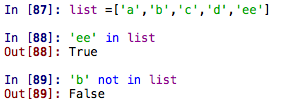 In [87]: list =['a','b','c','d','ee']
In [88]: 'ee' in list
Out[88]: True
In [89]: 'b' not in list
Out[89]: False